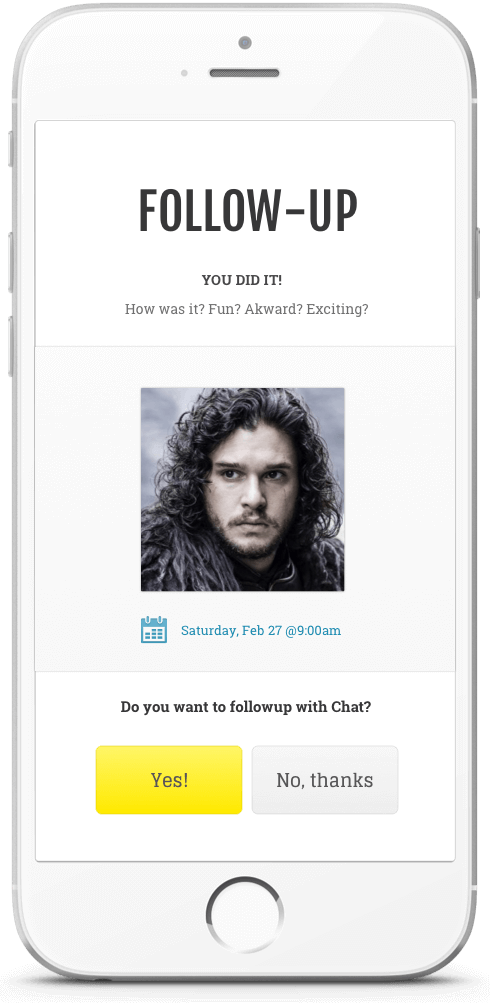 FOLLOW-UP
YOU DID IT!
How was it? Fun? Akward? Exciting?
Saturday, Feb 27 @9:00am
Do you want to followup with Chat?
Yes!
No, thanks